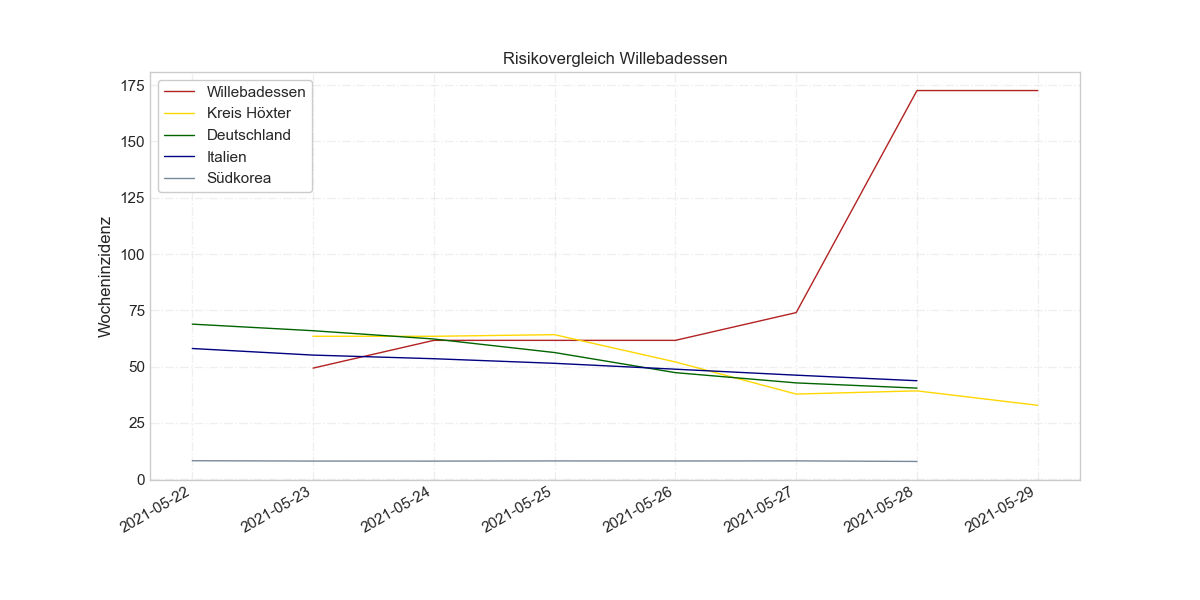 Risikovergleich Willebadessen
Willebadessen
Kreis Höxter
Deutschland
Italien
Südkorea
Wocheninzidenz
175
150
125
100
75
50
25
0
2021-05-22
2021-05-23
2021-05-24
2021-05-25
2021-05-26
2021-05-27
2021-05-28
2021-05-29